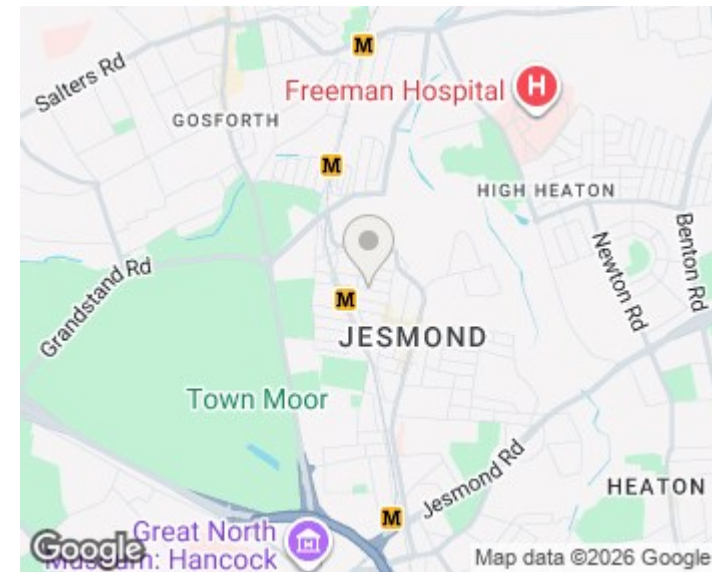 M
Salters Rd
Freeman Hospital
H
GOSFORTH
M
HIGH HEATON
Benton Rd
Newton Rd
Grandstand Rd
M
JESMOND
Town Moor
Jesmond Rd
HEATON
M
Great North
Museum: Hancock
Google
Map data ©2026 Google